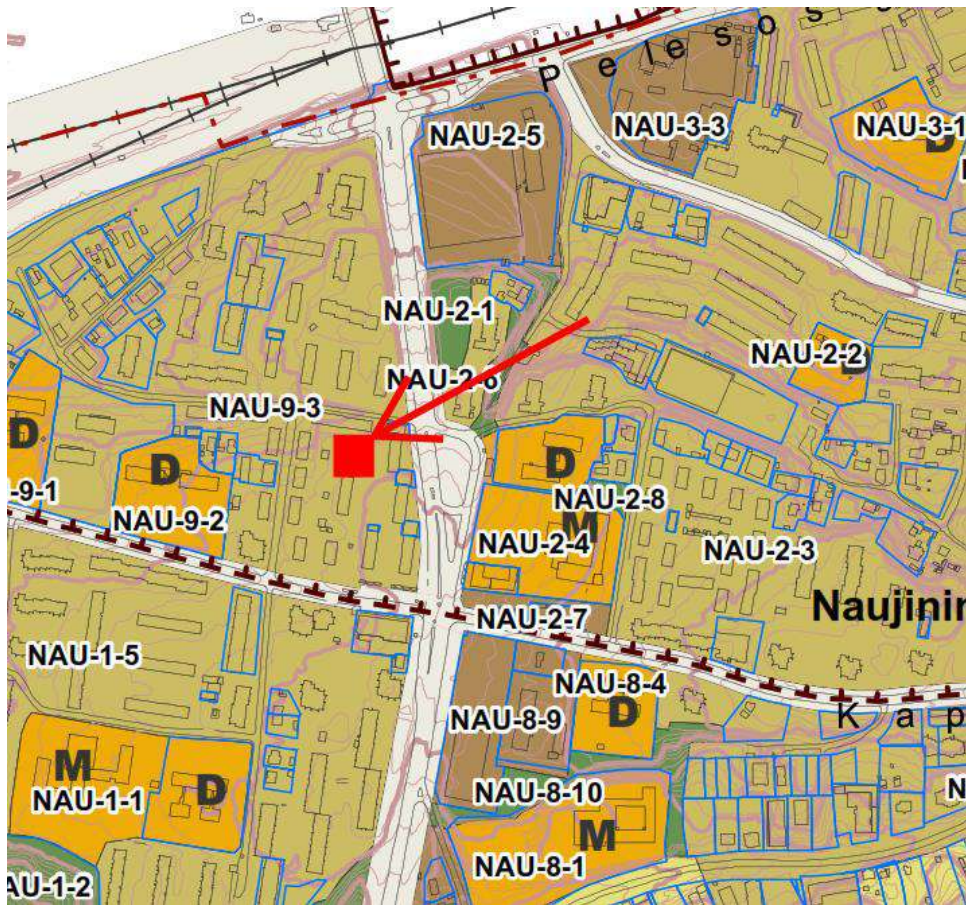 P e l e s o s
NAU-2-5
NAU-3-3
NAU-3-1
D
NAU-2-1
NAU-2-2
D
NAU-2-6
NAU-9-3
D
D
D
-9-1
NAU-9-2
NAU-2-8
M
NAU-2-4
NAU-2-3
Naujinin
NAU-2-7
NAU-1-5
NAU-8-4
D
NAU-8-9
K a p
M
D
NAU-1-1
NAU-8-10
N
M
NAU-8-1
AU-1-2